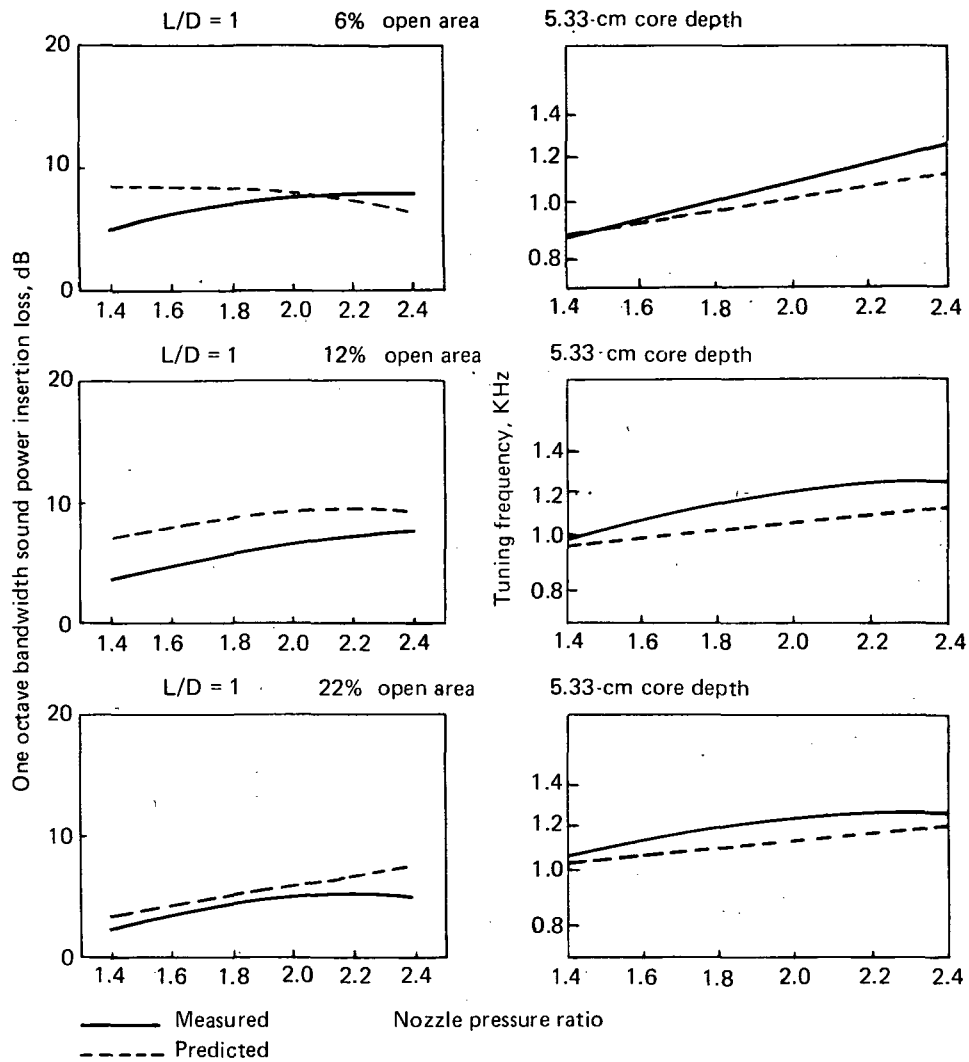 L/D = 1 6% open area 5.33-cm core depth
20
10
0
1.4 1.6 1.8 2.0 2.2 2.4
1.4
1.2
1.0
0.8
1.4 1.6 1.8 2.0 2.2 2.4
L/D = 1 12% open area 5.33-cm core depth
20
10
0
1.4 1.6 1.8 2.0 2.2 2.4
1.4
1.2
1.0
0.8
1.4 1.6 1.8 2.0 2.2 2.4
L/D = 1 22% open area 5.33-cm core depth
20
10
0
1.4 1.6 1.8 2.0 2.2 2.4
1.4
1.2
1.0
0.8
1.4 1.6 1.8 2.0 2.2 2.4
One octave bandwidth sound power insertion loss, dB
Tuning frequency, KHz
Measured
Predicted
Nozzle pressure ratio